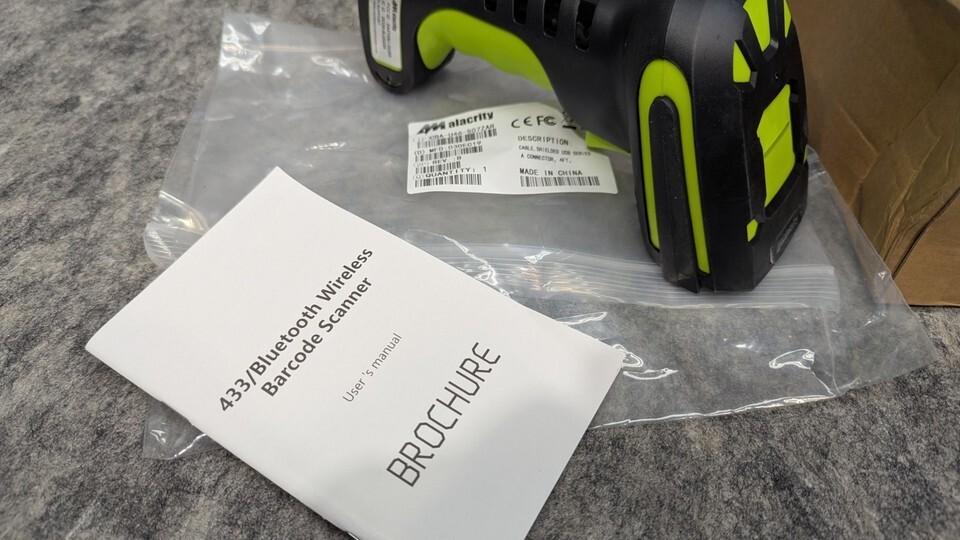 alacrity
DESCRIPTION:
CABLE, SHIELDED USB SERIES
A CONNECTOR, 4FT.
REV: B
(Q) QUANTITY: 1
MADE IN CHINA
433/Bluetooth Wireless
Barcode Scanner
User 's manual
BROCHURE